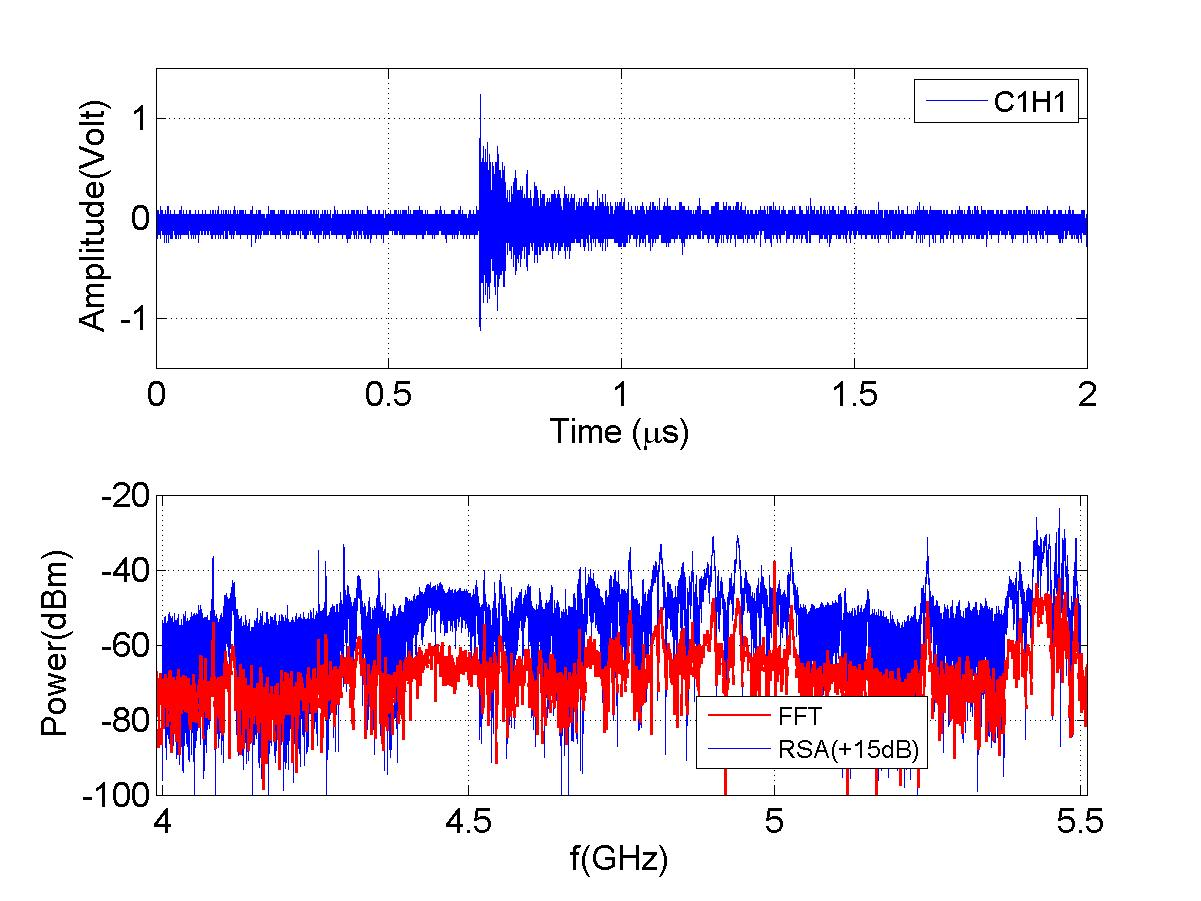 C1H1
Amplitude(Volt)
1
0
-1
0 0.5 1 1.5 2
Time (μs)
Power(dBm)
-20
-40
-60
-80
-100
FFT
RSA(+15dB)
4 4.5 5 5.5
f(GHz)